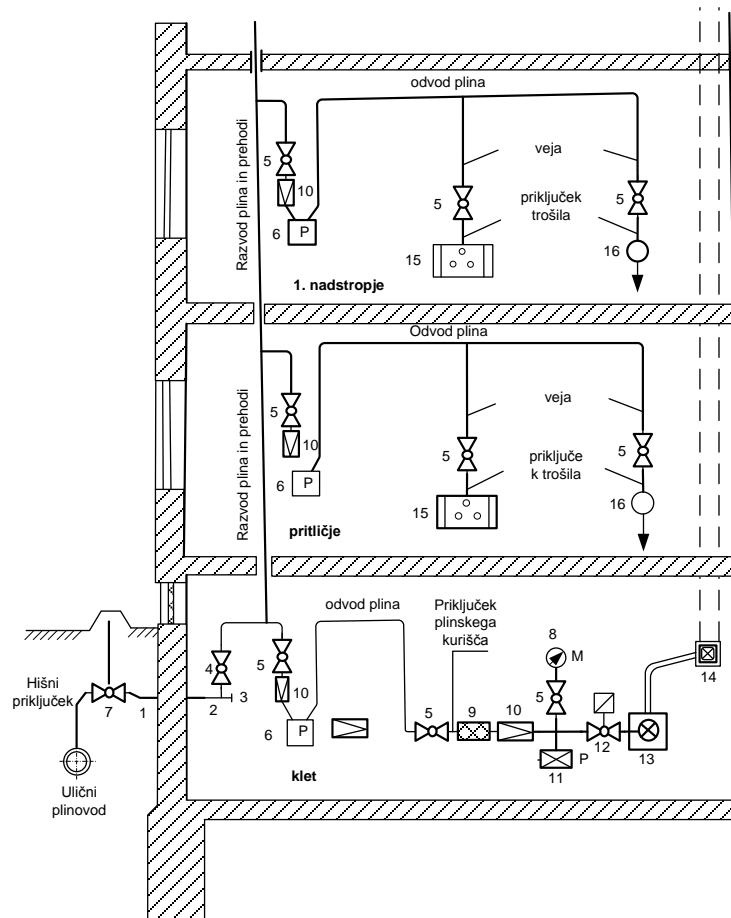 odvod plina
Razvod plina in prehodi
5
10
6
P
veja
5
5
priključek
trošila
15
16
1. nadstropje
Odvod plina
Razvod plina in prehodi
5
10
6
P
veja
5
5
priključe
k trošila
15
16
pritličje
odvod plina
Priključek
plinskega
kurišča
8
M
Hišni
priključek
7
1
2
3
4
5
10
6
P
5
9
10
5
11
P
12
13
14
Ulični
plinovod
klet